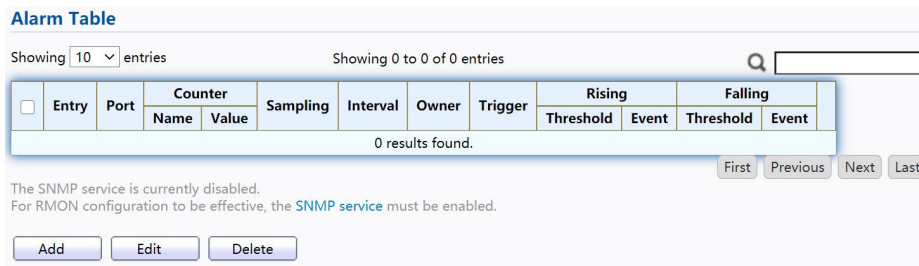 Alarm Table
Showing 10 entries Showing 0 to 0 of 0 entries
Entry Port Counter Sampling Interval Owner Trigger Rising Falling
Name Value Threshold Event Threshold Event
0 results found.
First Previous Next Last
The SNMP service is currently disabled.
For RMON configuration to be effective, the SNMP service must be enabled.
Add Edit Delete